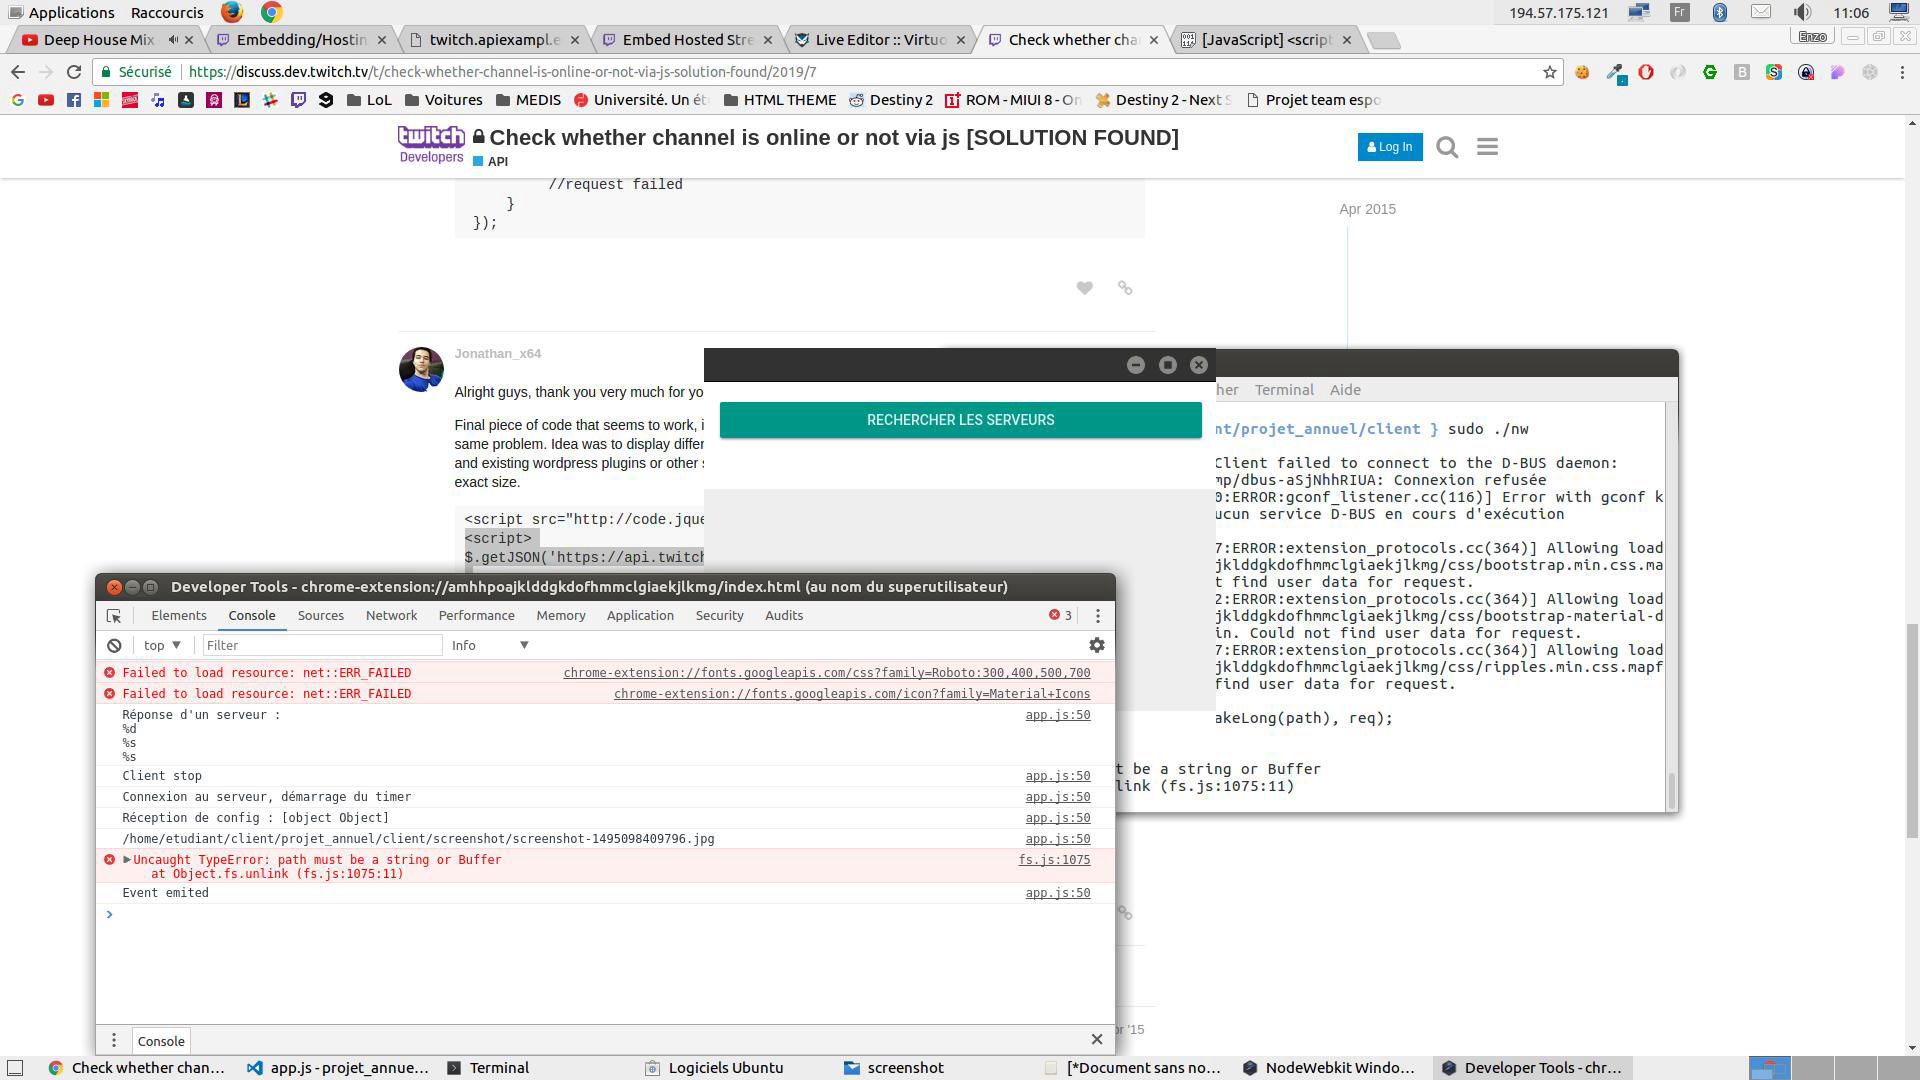 Applications Raccourcis 194.57.175.121 Fr 11:06
Deep House Mix Embedding/Hostin twitch.apiexampl.e Embed Hosted Stre Live Editor :: Virtuo Check whether cha [JavaScript] <script Enzo
Sécurisé https://discuss.dev.twitch.tv/t/check-whether-channel-is-online-or-not-via-js-solution-found/2019/7
LoL Voitures MEDIS Université. Un ét HTML THEME Destiny 2 ROM - MIUI 8 - On Destiny 2 - Next S Projet team espo
twitch
Developers
Check whether channel is online or not via js [SOLUTION FOUND]
API
Log In
//request failed
}
});
Apr 2015
Jonathan_x64
Alright guys, thank you very much for yo
Final piece of code that seems to work, i
same problem. Idea was to display differ
and existing wordpress plugins or other s
exact size.
<script src="http://code.jque
<script>
$.getJSON('https://api.twitch
RECHERCHER LES SERVEURS
her Terminal Aide
nt/projet_annuel/client } sudo ./nw
Client failed to connect to the D-BUS daemon:
mp/dbus-aSjNhhRIUA: Connexion refusée
0:ERROR:gconf_listener.cc(116)] Error with gconf k
ucun service D-BUS en cours d'exécution
7:ERROR:extension_protocols.cc(364)] Allowing load
jklddgkdofhmmclgiaekjlkmg/css/bootstrap.min.css.ma
t find user data for request.
2:ERROR:extension_protocols.cc(364)] Allowing load
jklddgkdofhmmclgiaekjlkmg/css/bootstrap-material-d
in. Could not find user data for request.
7:ERROR:extension_protocols.cc(364)] Allowing load
jklddgkdofhmmclgiaekjlkmg/css/ripples.min.css.mapf
find user data for request.
akeLong(path), req);
t be a string or Buffer
link (fs.js:1075:11)
Developer Tools - chrome-extension://amhhpoajklddgkdofhmmclgiaekjlkmg/index.html (au nom du superutilisateur)
Elements Console Sources Network Performance Memory Application Security Audits 3
top Filter Info
Failed to load resource: net::ERR_FAILED chrome-extension://fonts.googleapis.com/css?family=Roboto:300,400,500,700
Failed to load resource: net::ERR_FAILED chrome-extension://fonts.googleapis.com/icon?family=Material+Icons
Réponse d'un serveur : app.js:50
%d
%s
%s
Client stop app.js:50
Connexion au serveur, démarrage du timer app.js:50
Réception de config : [object Object] app.js:50
/home/etudiant/client/projet_annuel/client/screenshot/screenshot-1495098409796.jpg app.js:50
Uncaught TypeError: path must be a string or Buffer fs.js:1075
at Object.fs.unlink (fs.js:1075:11)
Event emited app.js:50
Console
r '15
Check whether chan... app.js - projet_annue... Terminal Logiciels Ubuntu screenshot [*Document sans no... NodeWebkit Windo... Developer Tools - chr...